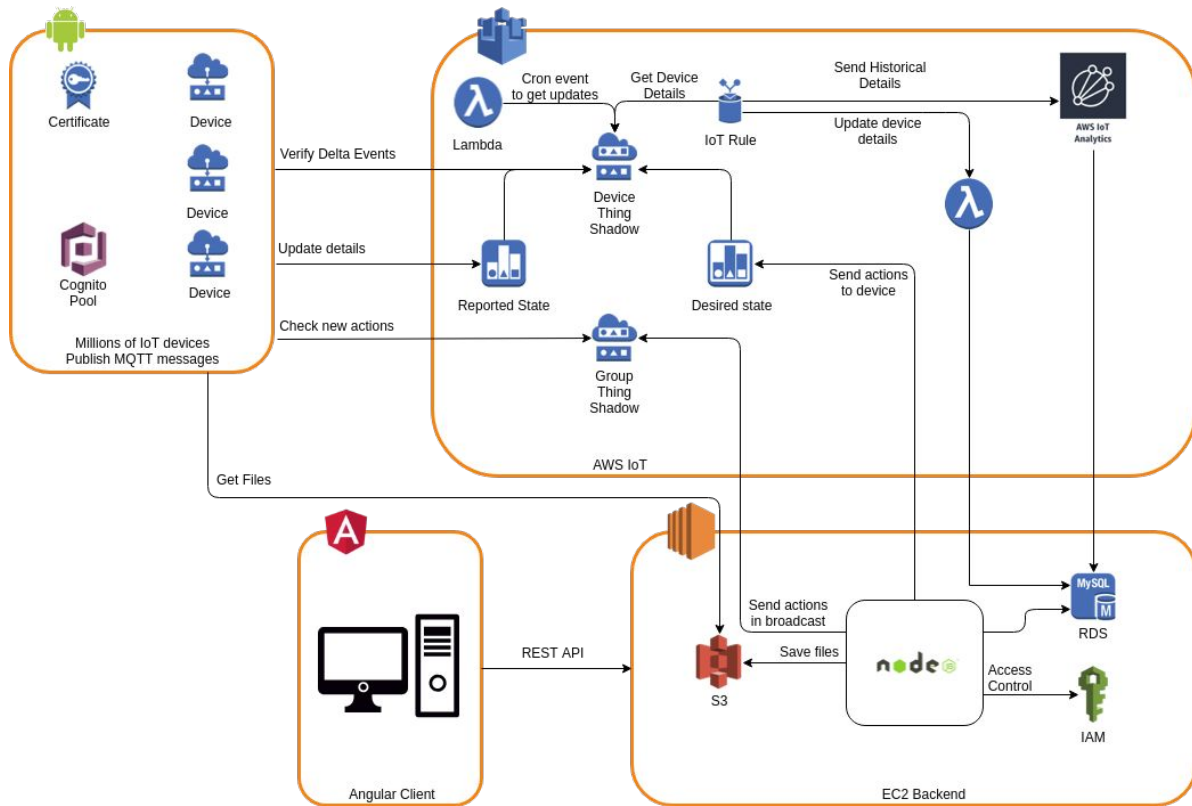 Certificate
Device
Device
Cognito
Pool
Device
Millions of IoT devices
Publish MQTT messages
Verify Delta Events
Update details
Check new actions
Get Files
λ
Lambda
Cron event
to get updates
Get Device
Details
IoT Rule
Send Historical
Details
Update device
details
AWS IoT
Analytics
λ
Device
Thing
Shadow
Reported State
Desired state
Send actions
to device
Group
Thing
Shadow
AWS IoT
A
Angular Client
REST API
Send actions
in broadcast
Save files
S3
node
JS
Access
Control
MySQL
M
RDS
IAM
EC2 Backend